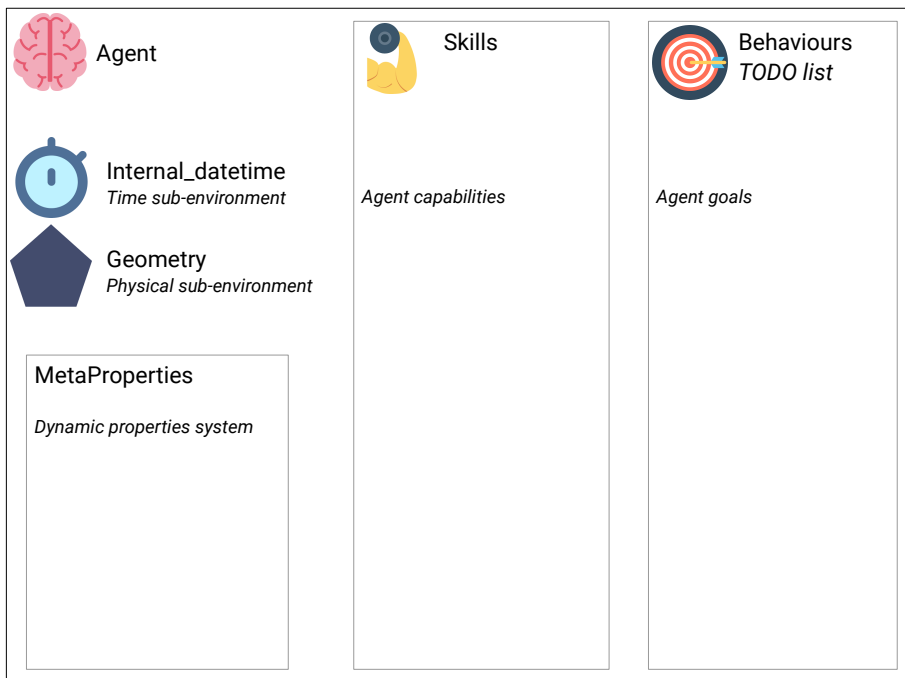 Agent
Internal_datetime
Time sub-environment
Geometry
Physical sub-environment
MetaProperties
Dynamic properties system
Skills
Agent capabilities
Behaviours
TODO list
Agent goals